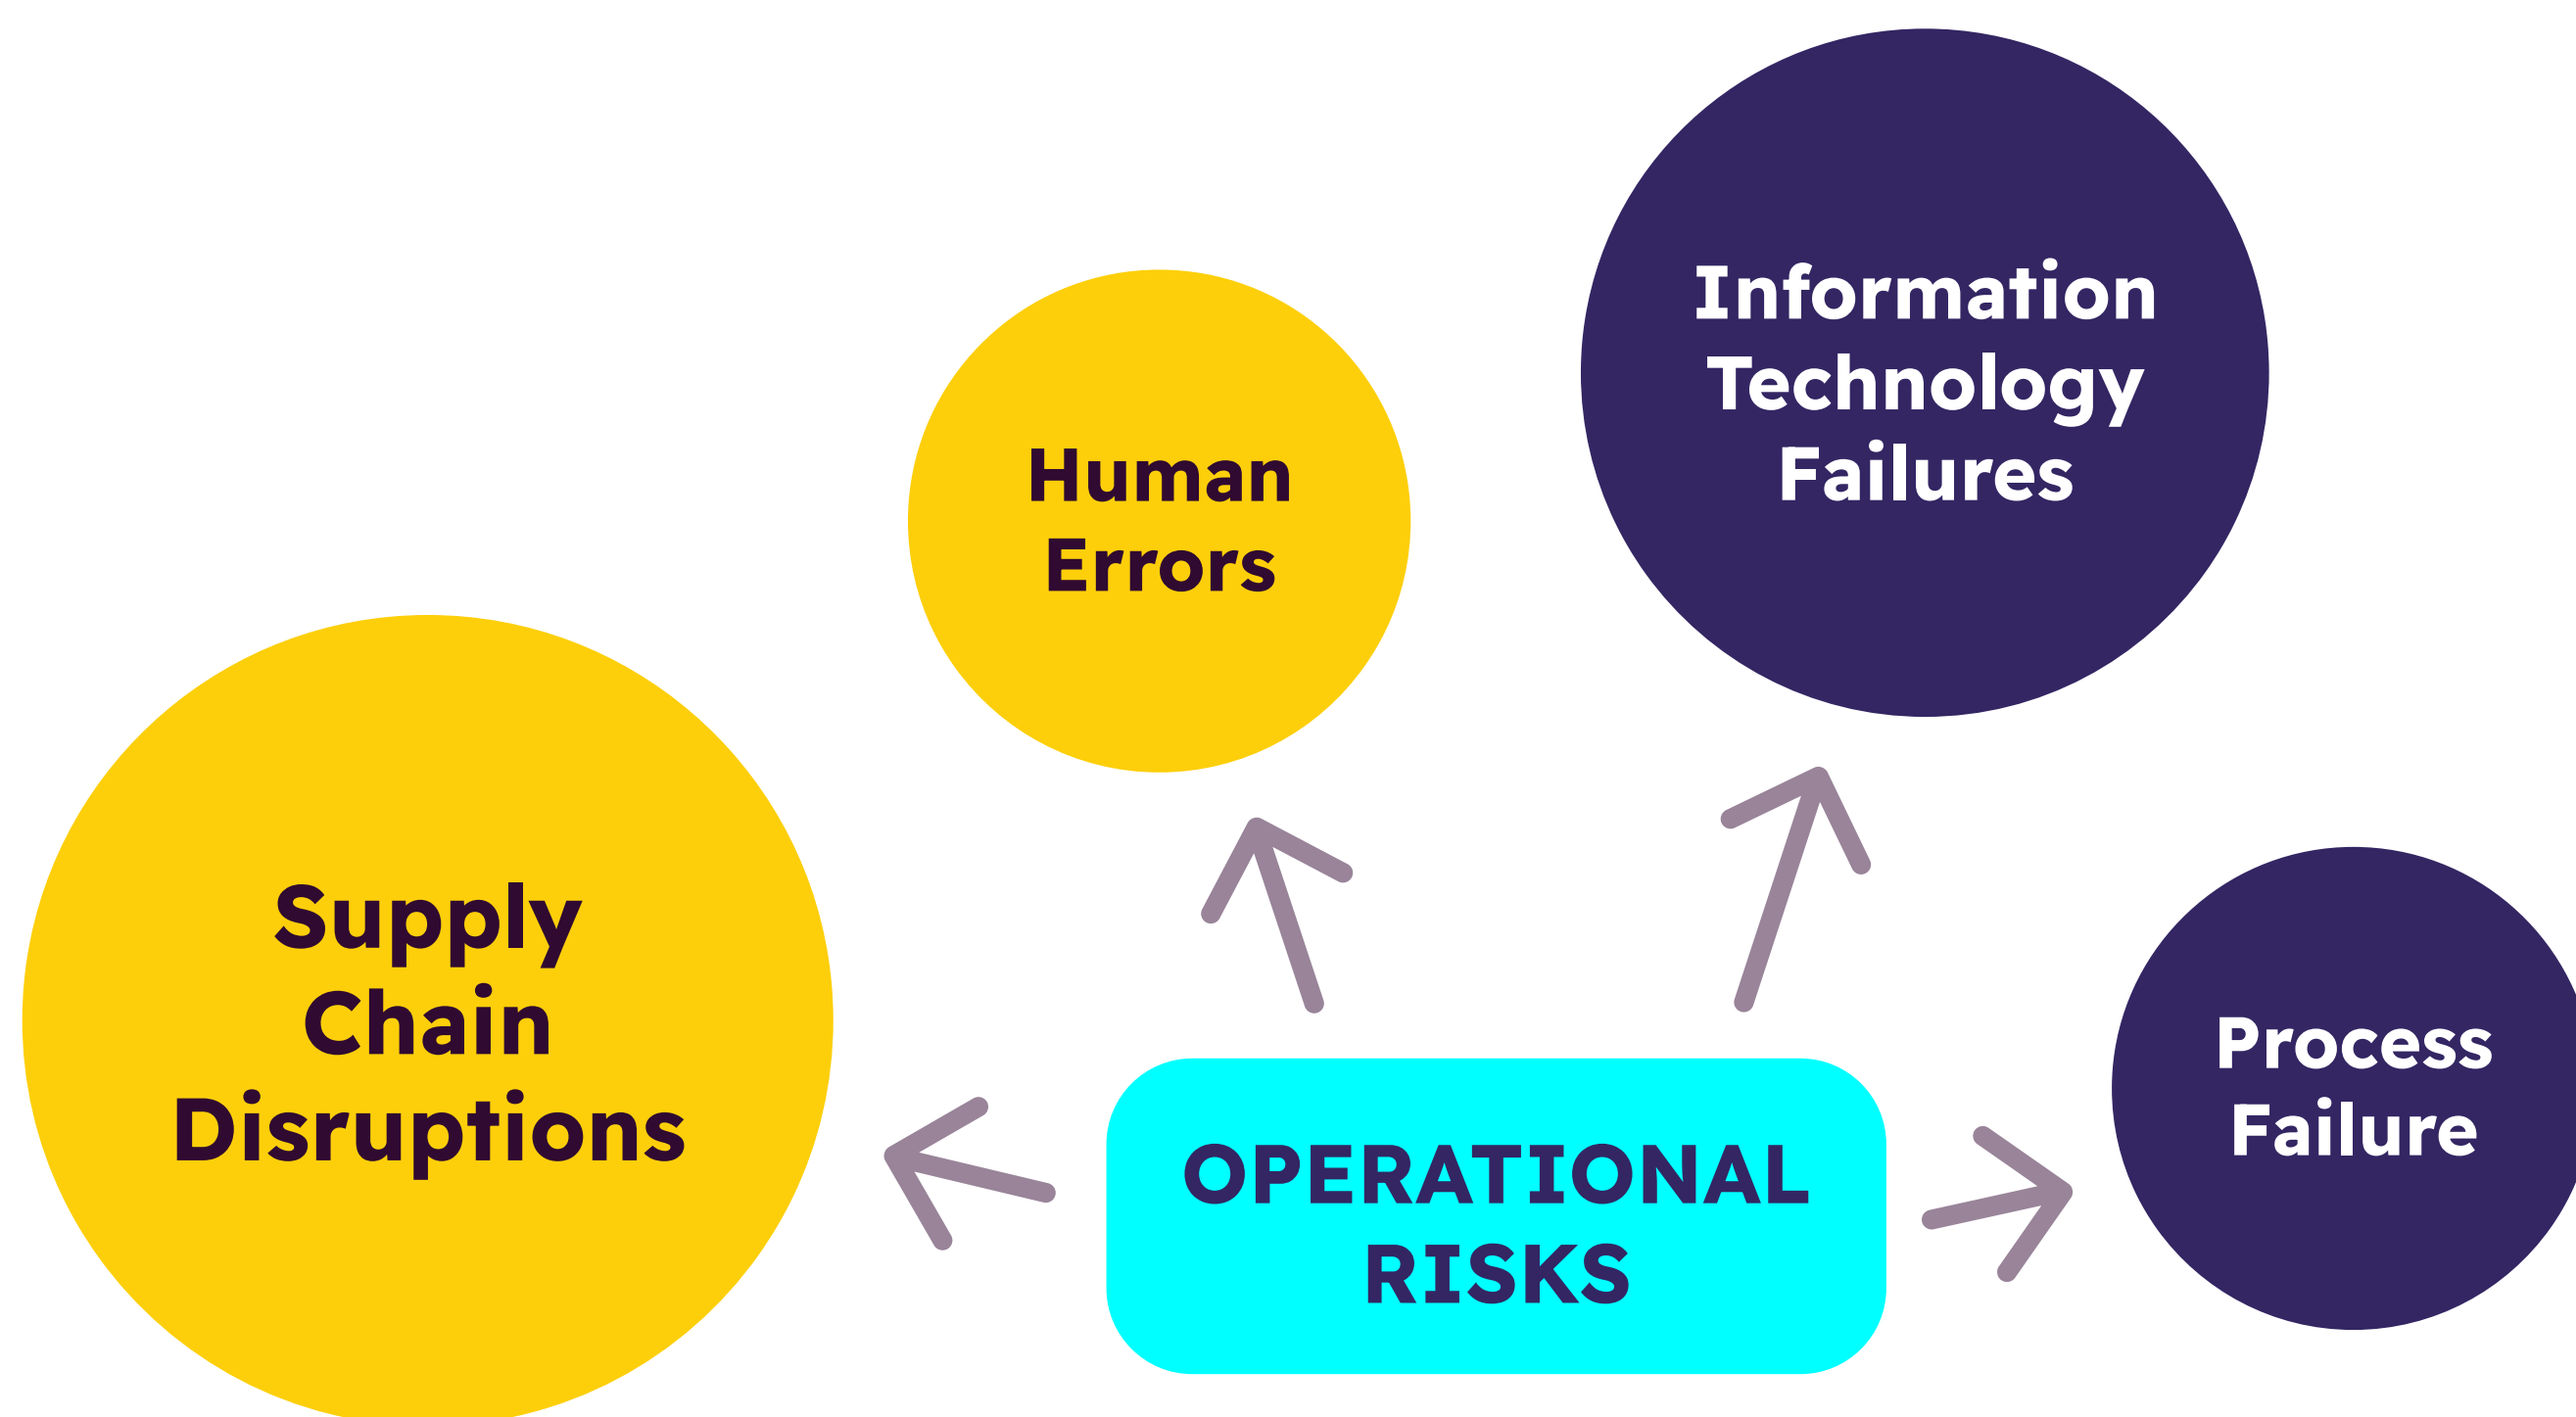 Information
Technology
Failures
Human
Errors
Supply
Chain
Disruptions
Process
Failure
OPERATIONAL
RISKS